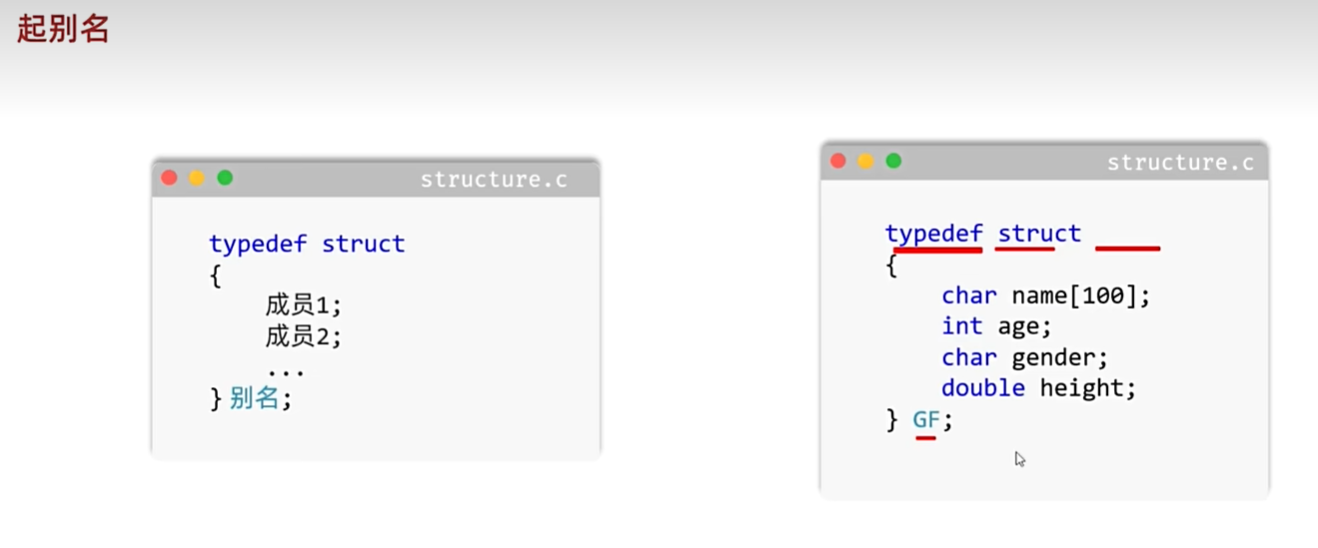 起别名
structure.c
typedef struct
{
成员1;
成员2;
...
} 别名;
structure.c
typedef struct
{
char name[100];
int age;
char gender;
double height;
} GF;